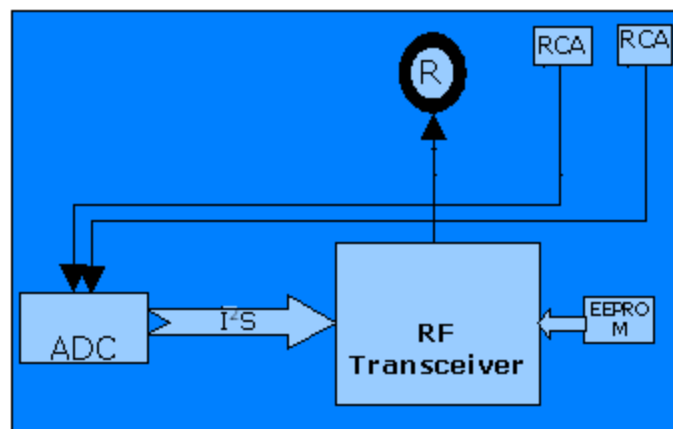 RCA
RCA
R
I²S
EEPRO
M
ADC
RF
Transceiver